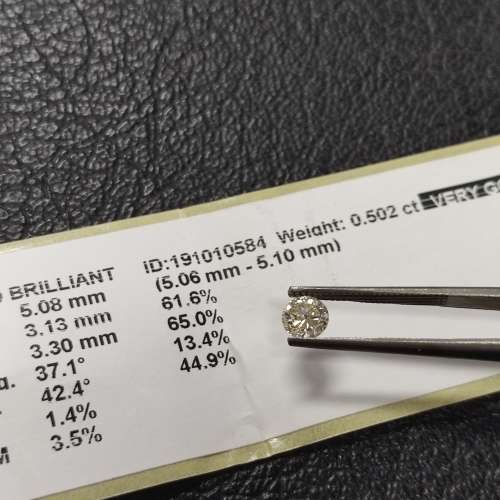 BRILLIANT ID:191010584 Weight: 0.502 ct VERY
5.08 mm (5.06 mm - 5.10 mm)
3.13 mm 61.6%
3.30 mm 65.0%
37.1° 13.4%
42.4° 44.9%
1.4%
3.5%